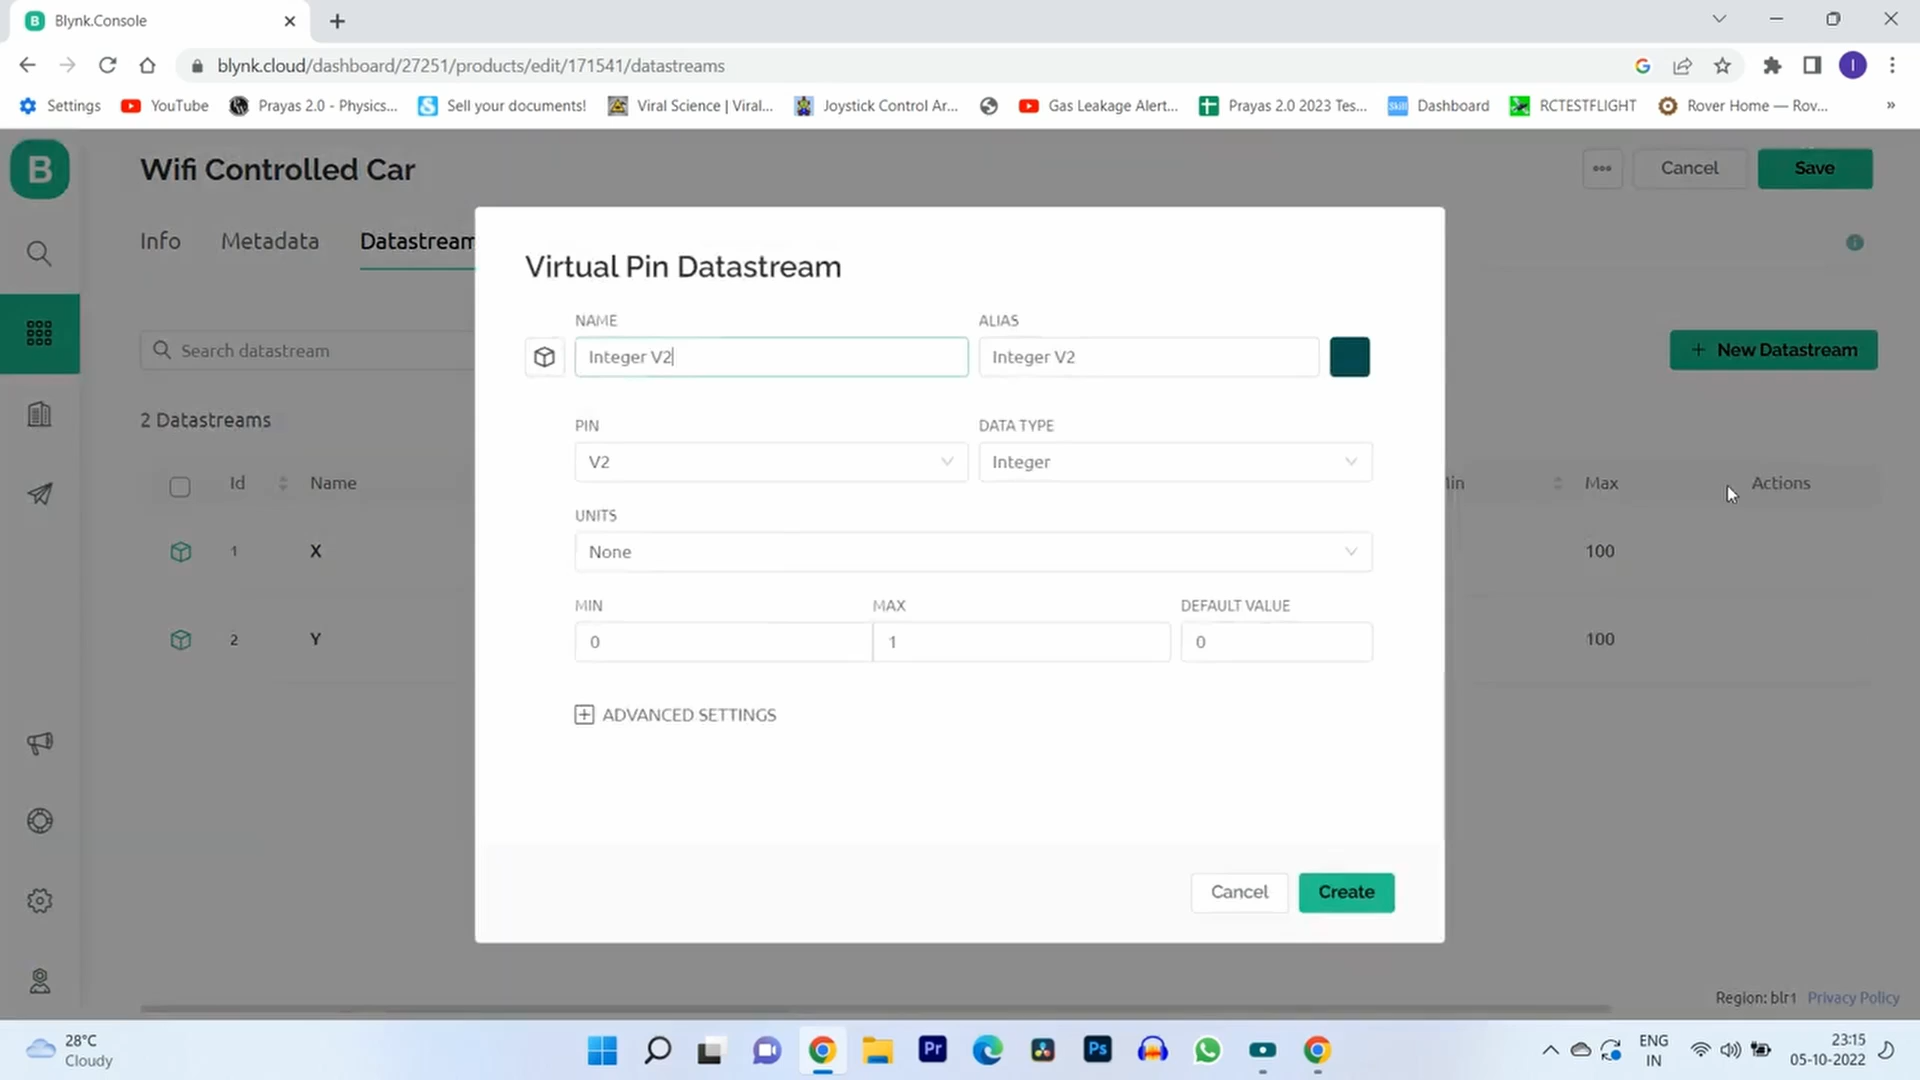 Blynk.Console
blynk.cloud/dashboard/27251/products/edit/171541/datastreams
Settings YouTube Prayas 2.0 - Physics... Sell your documents! Viral Science | Viral... Joystick Control Ar... Gas Leakage Alert... Prayas 2.0 2023 Tes... Skill Dashboard RCTESTFLIGHT Rover Home — Rov... »
B Wifi Controlled Car Cancel Save
Info Metadata Datastream
Search datastream
+ New Datastream
2 Datastreams
Id Name Max Actions
1 X 100
2 Y 100
Virtual Pin Datastream
NAME ALIAS
Integer V2 Integer V2
PIN DATA TYPE
V2 Integer
UNITS
None
MIN MAX DEFAULT VALUE
0 1 0
ADVANCED SETTINGS
Cancel Create
Region: blr1 Privacy Policy
28°C
Cloudy
Pr Ps
ENG
IN
23:15
05-10-2022